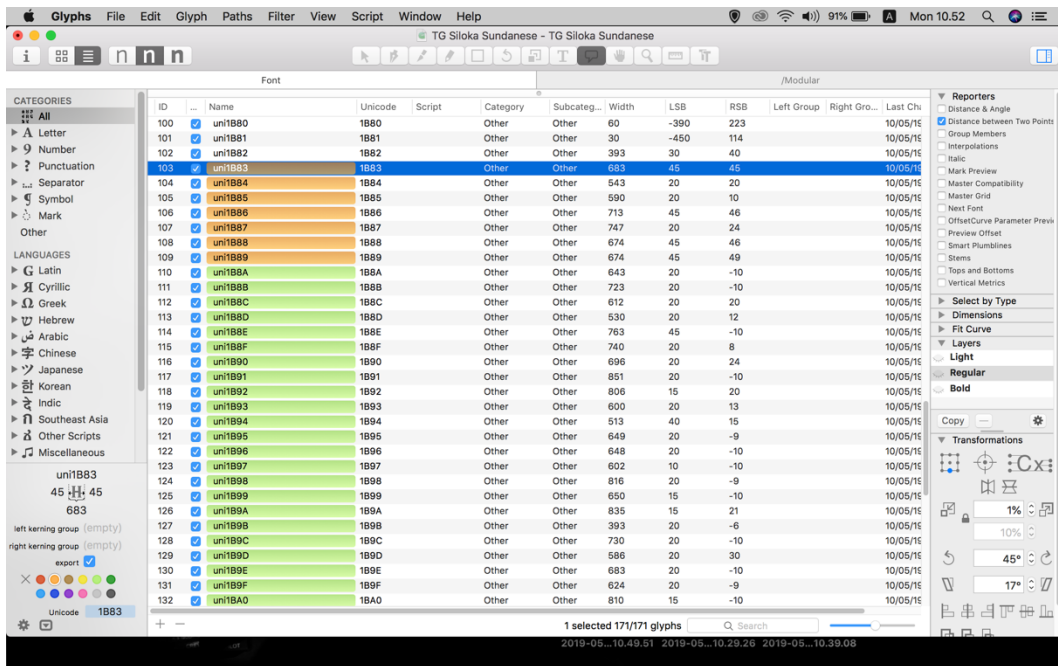 Glyphs File Edit Glyph Paths Filter View Script Window Help 91% A Mon 10.52
TG Siloka Sundanese - TG Siloka Sundanese
Font /Modular
CATEGORIES
All
A Letter
9 Number
? Punctuation
Separator
Symbol
Mark
Other
LANGUAGES
G Latin
Я Cyrillic
Ω Greek
Hebrew
Arabic
字 Chinese
Japanese
한 Korean
Indic
Southeast Asia
Other Scripts
Miscellaneous
uni1B83
45 H 45
683
left kerning group (empty)
right kerning group (empty)
export
Unicode 1B83
ID ... Name Unicode Script Category Subcateg... Width LSB RSB Left Group Right Gro... Last Cha
100 uni1B80 1B80 Other Other 60 -390 223 10/05/19
101 uni1B81 1B81 Other Other 30 -450 114 10/05/19
102 uni1B82 1B82 Other Other 393 30 40 10/05/19
103 uni1B83 1B83 Other Other 683 45 45 10/05/19
104 uni1B84 1B84 Other Other 543 20 20 10/05/19
105 uni1B85 1B85 Other Other 590 20 10 10/05/19
106 uni1B86 1B86 Other Other 713 45 46 10/05/19
107 uni1B87 1B87 Other Other 747 20 24 10/05/19
108 uni1B88 1B88 Other Other 674 45 46 10/05/19
109 uni1B89 1B89 Other Other 674 45 49 10/05/19
110 uni1B8A 1B8A Other Other 643 20 -10 10/05/19
111 uni1B8B 1B8B Other Other 723 20 -10 10/05/19
112 uni1B8C 1B8C Other Other 612 20 20 10/05/19
113 uni1B8D 1B8D Other Other 530 20 12 10/05/19
114 uni1B8E 1B8E Other Other 763 45 -10 10/05/19
115 uni1B8F 1B8F Other Other 740 20 8 10/05/19
116 uni1B90 1B90 Other Other 696 20 24 10/05/19
117 uni1B91 1B91 Other Other 851 20 -10 10/05/19
118 uni1B92 1B92 Other Other 806 15 20 10/05/19
119 uni1B93 1B93 Other Other 600 20 13 10/05/19
120 uni1B94 1B94 Other Other 513 40 15 10/05/19
121 uni1B95 1B95 Other Other 649 20 -9 10/05/19
122 uni1B96 1B96 Other Other 648 20 -10 10/05/19
123 uni1B97 1B97 Other Other 602 10 -10 10/05/19
124 uni1B98 1B98 Other Other 816 20 -9 10/05/19
125 uni1B99 1B99 Other Other 650 15 -10 10/05/19
126 uni1B9A 1B9A Other Other 835 15 21 10/05/19
127 uni1B9B 1B9B Other Other 393 20 -6 10/05/19
128 uni1B9C 1B9C Other Other 730 20 -10 10/05/19
129 uni1B9D 1B9D Other Other 586 20 30 10/05/19
130 uni1B9E 1B9E Other Other 683 20 -10 10/05/19
131 uni1B9F 1B9F Other Other 624 20 -9 10/05/19
132 uni1BA0 1BA0 Other Other 810 15 -10 10/05/19
1 selected 171/171 glyphs Search
Reporters
Distance & Angle
Distance between Two Points
Group Members
Interpolations
Italic
Mark Preview
Master Compatibility
Master Grid
Next Font
OffsetCurve Parameter Previ
Preview Offset
Smart Plumblines
Stems
Tops and Bottoms
Vertical Metrics
Select by Type
Dimensions
Fit Curve
Layers
Light
Regular
Bold
Copy
Transformations
1%
10%
45°
17°
2019-05...10.49.51 2019-05...10.29.26 2019-05...10.39.08